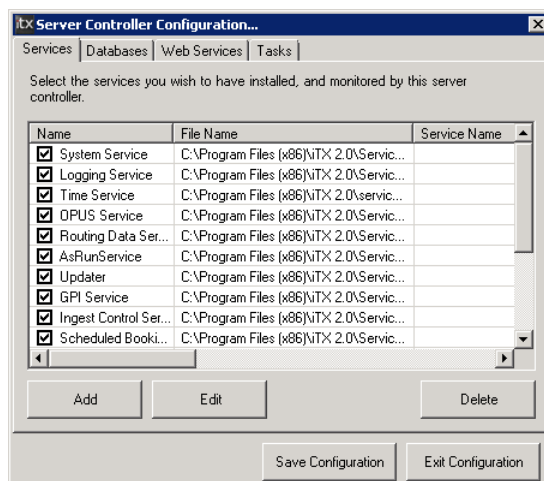 itx Server Controller Configuration...
Services Databases Web Services Tasks
Select the services you wish to have installed, and monitored by this server
controller.
Name File Name Service Name
System Service C:\Program Files (x86)\iTX 2.0\Servic...
Logging Service C:\Program Files (x86)\iTX 2.0\Servic...
Time Service C:\Program Files (x86)\iTX 2.0\servic...
OPUS Service C:\Program Files (x86)\iTX 2.0\Servic...
Routing Data Ser... C:\Program Files (x86)\iTX 2.0\Servic...
AsRunService C:\Program Files (x86)\iTX 2.0\Servic...
Updater C:\Program Files (x86)\iTX 2.0\Servic...
GPI Service C:\Program Files (x86)\iTX 2.0\Servic...
Ingest Control Ser... C:\Program Files (x86)\iTX 2.0\Servic...
Scheduled Booki... C:\Program Files (x86)\iTX 2.0\Servic...
Add Edit Delete
Save Configuration Exit Configuration